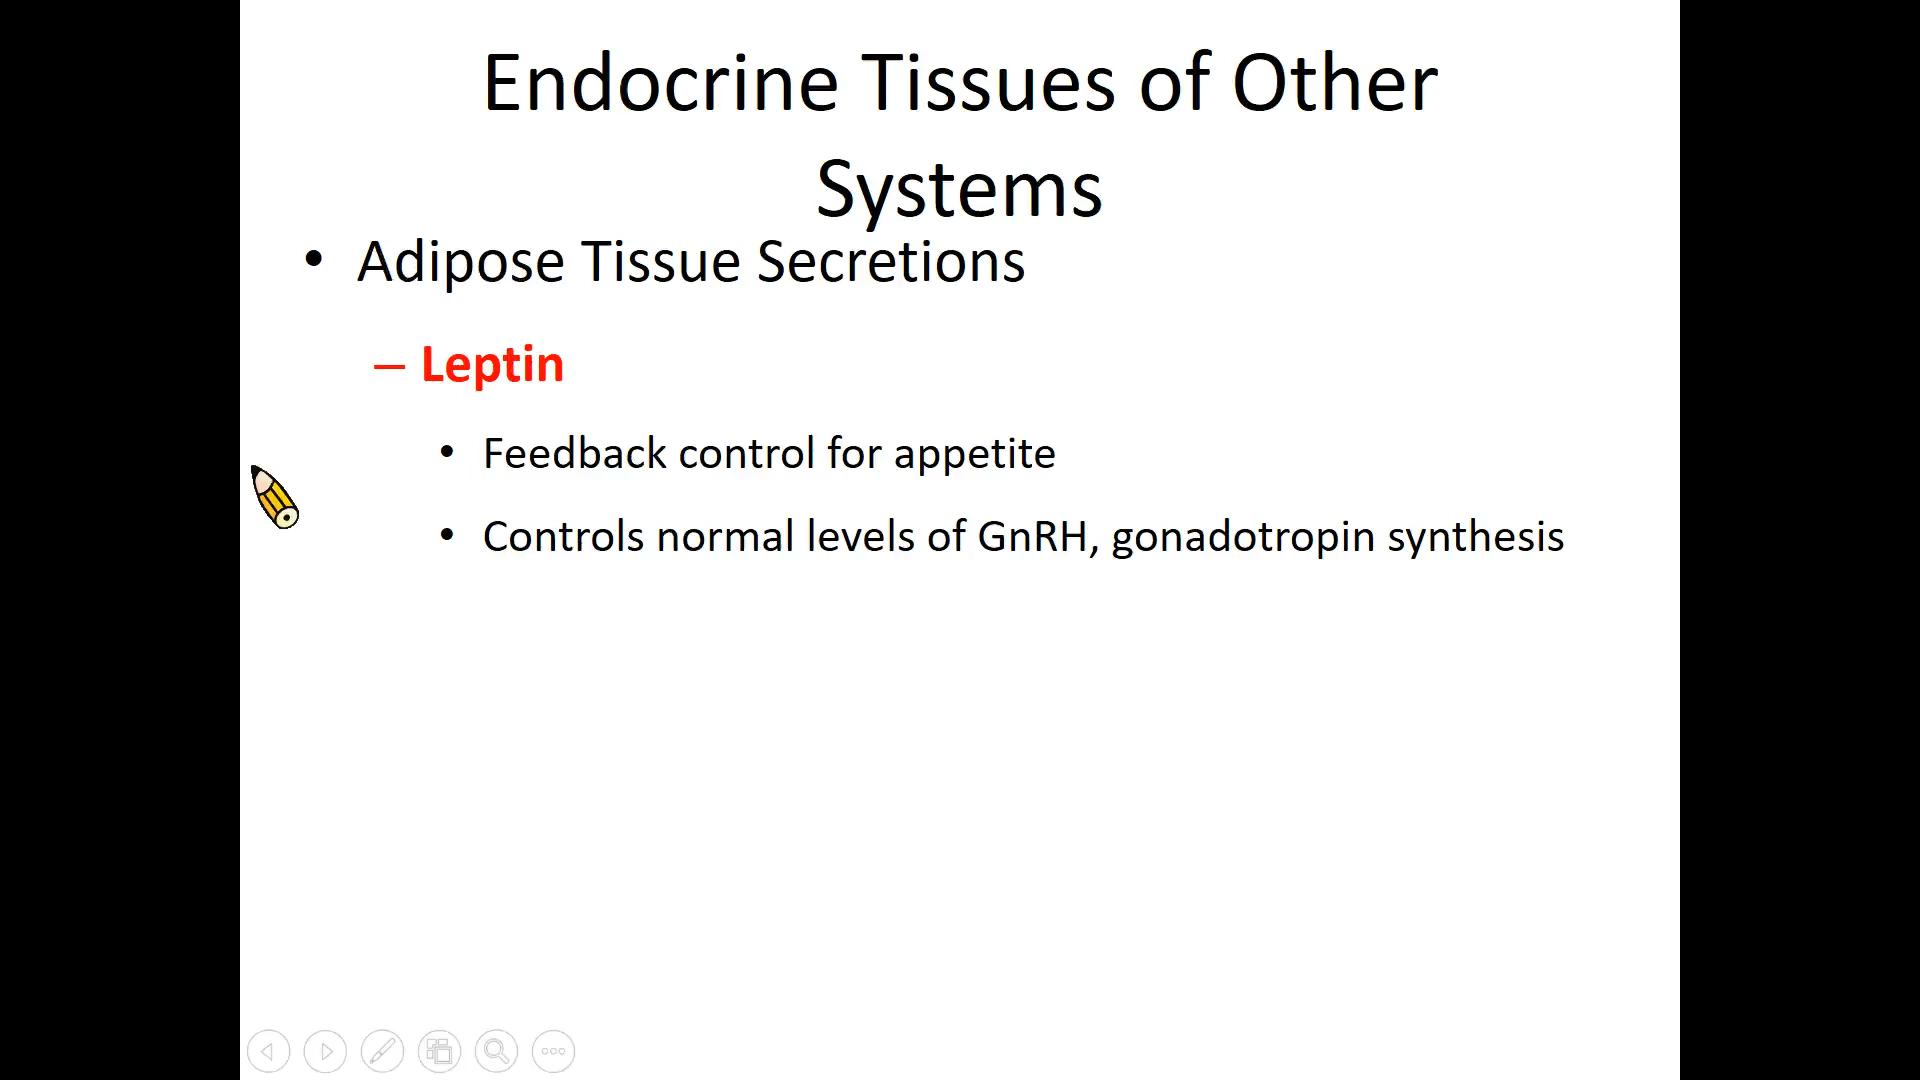 Endocrine Tissues of Other
Systems
• Adipose Tissue Secretions
– Leptin
• Feedback control for appetite
• Controls normal levels of GnRH, gonadotropin synthesis